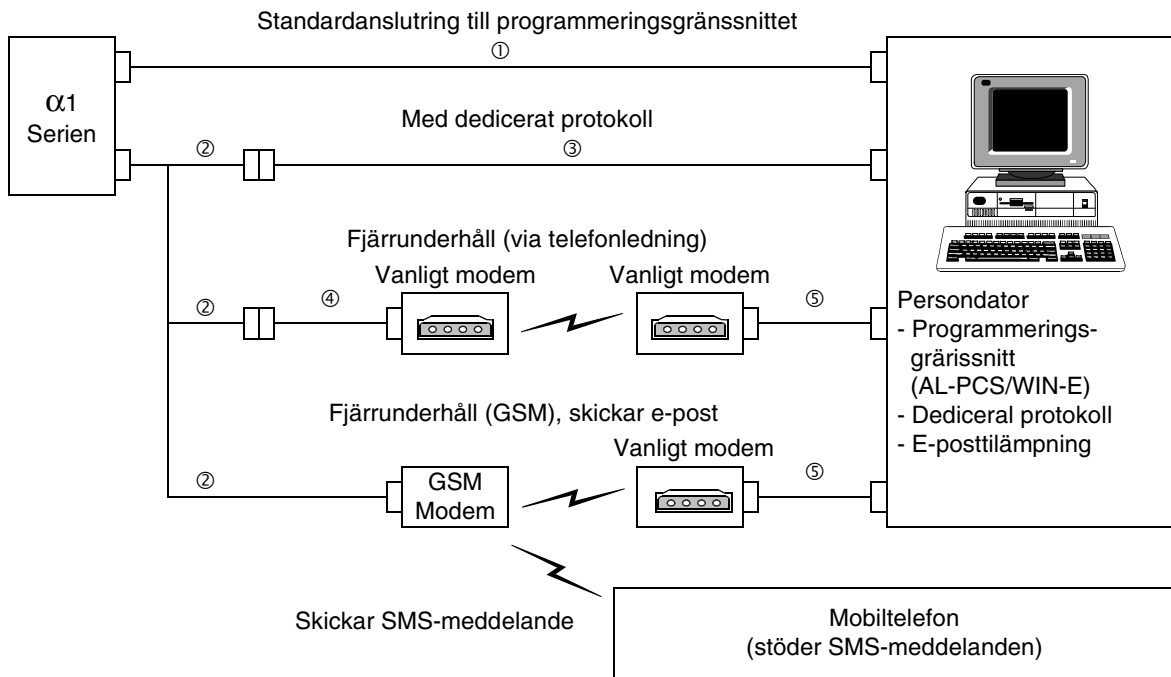 Standardanslutring till programmeringsgränssnittet
①
α1
Serien
Med dedicerat protokoll
②
③
Fjärrunderhåll (via telefonledning)
Vanligt modem
Vanligt modem
②
④
⑤
Persondator
- Programmerings-
grärissnitt
(AL-PCS/WIN-E)
- Dediceral protokoll
- E-posttilämpning
Fjärrunderhåll (GSM), skickar e-post
Vanligt modem
②
GSM
Modem
⑤
Skickar SMS-meddelande
Mobiltelefon
(stöder SMS-meddelanden)